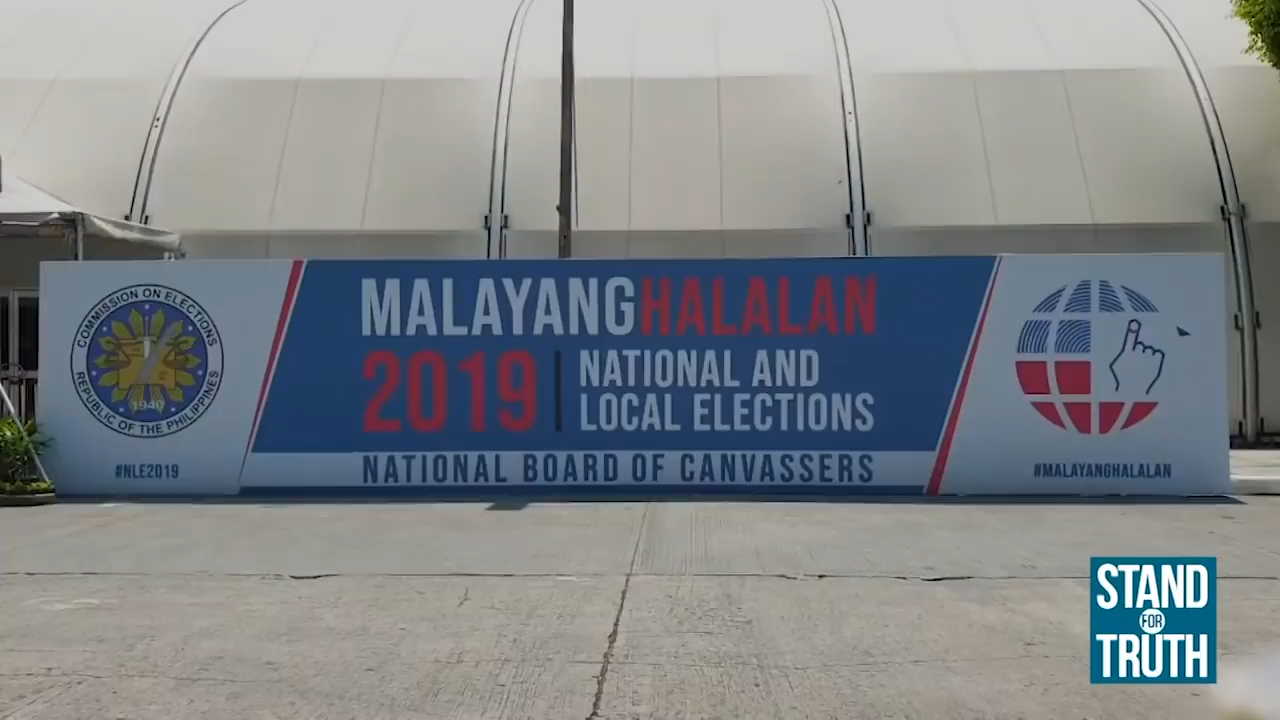 COMMISSION ON ELECTIONS
1940
REPUBLIC OF THE PHILIPPINES
#NLE2019
MALAYANGHALALAN
2019 | NATIONAL AND
LOCAL ELECTIONS
NATIONAL BOARD OF CANVASSERS
#MALAYANGHALALAN
STAND
FOR
TRUTH